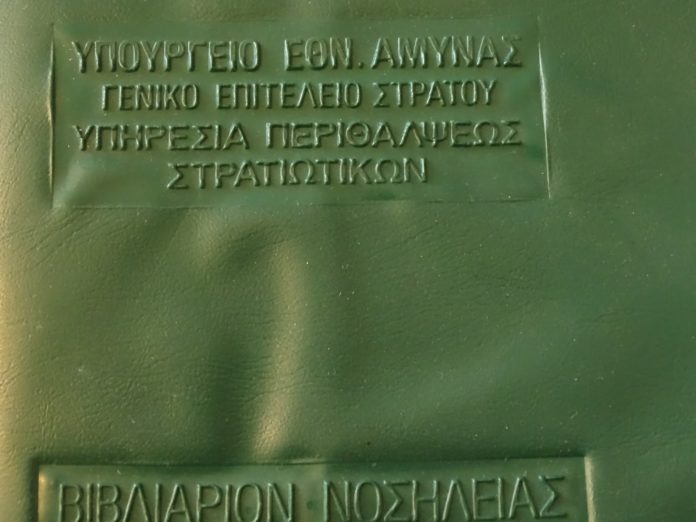 ΥΠΟΥΡΓΕΙΟ ΕΘΝ. ΑΜΥΝΑΣ
ΓΕΝΙΚΟ ΕΠΙΤΕΛΕΙΟ ΣΤΡΑΤΟΥ
ΥΠΗΡΕΣΙΑ ΠΕΡΙΘΑΛΨΕΩΣ
ΣΤΡΑΤΙΩΤΙΚΩΝ
ΒΙΒΛΙΑΡΙΟΝ ΝΟΣΗΛΕΙΑΣ